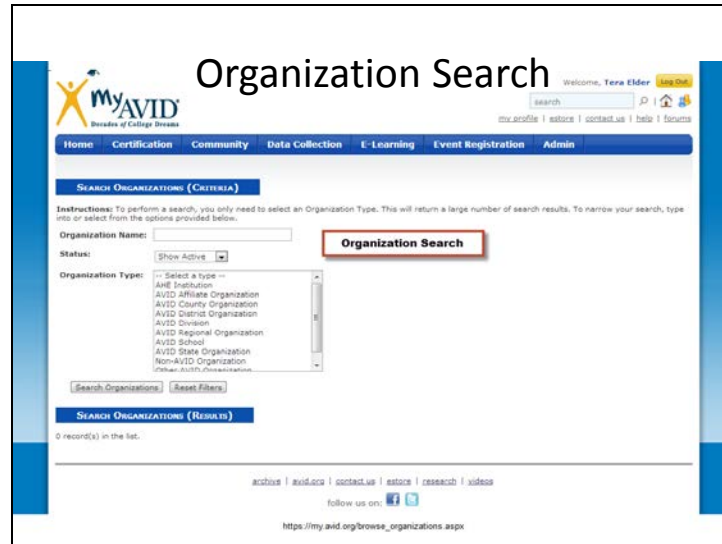 Organization Search
Welcome, Tera Elder Log Out
MyAVID
Decades of College Dreams
search
my profile | estore | contact us | help | forums
Home Certification Community Data Collection E-Learning Event Registration Admin
Search Organizations (Criteria)
Instructions: To perform a search, you only need to select an Organization Type. This will return a large number of search results. To narrow your search, type
into or select from the options provided below.
Organization Name:
Organization Search
Status: Show Active
Organization Type: -- Select a type --
AHE Institution
AVID Affiliate Organization
AVID County Organization
AVID District Organization
AVID Division
AVID Regional Organization
AVID School
AVID State Organization
Non-AVID Organization
Other AVID Organization
Search Organizations Reset Filters
Search Organizations (Results)
0 record(s) in the list.
archive | avid.org | contact us | estore | research | videos
follow us on:
https://my.avid.org/browse_organizations.aspx